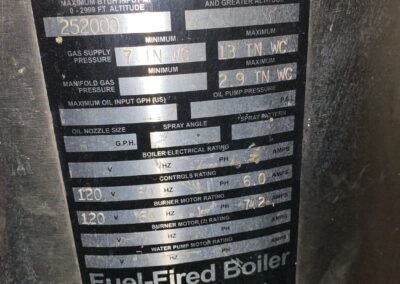 MAXIMUM BTUH INPUT AT
0 - 2999 FT. ALTITUDE
AND GREATER ALTITUDE
252000
MINIMUM MAXIMUM
GAS SUPPLY PRESSURE 7 IN WC 13 IN WC
MINIMUM MAXIMUM
MANIFOLD GAS PRESSURE 2.9 IN WC
MAXIMUM OIL INPUT GPH (US) OIL PUMP PRESSURE
OIL NOZZLE SIZE SPRAY ANGLE SPRAY PATTERN
G.P.H.
BOILER ELECTRICAL RATING
V HZ PH AMPS
CONTROLS RATING
120 V HZ PH 6.0 AMPS
BURNER MOTOR RATING
120 V HZ PH 7.2 AMPS
BURNER MOTOR (2) RATING
V HZ PH AMPS
WATER PUMP MOTOR RATING
V HZ PH AMPS
Fuel-Fired Boiler